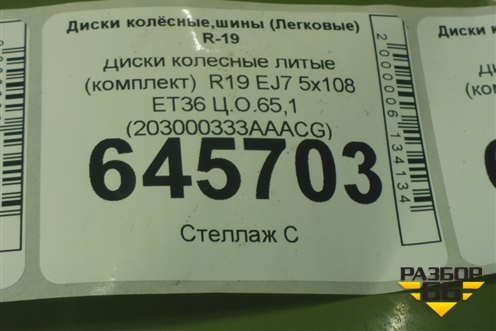 Диски колёсные,шины (Легковые)
R-19
диски колесные литые
(комплект) R19 EJ7 5x108
ET36 Ц.О.65,1
(203000333AAACG)
645703
Стеллаж С
2000006134134
Диски к
(ко
РАЗБОР
66